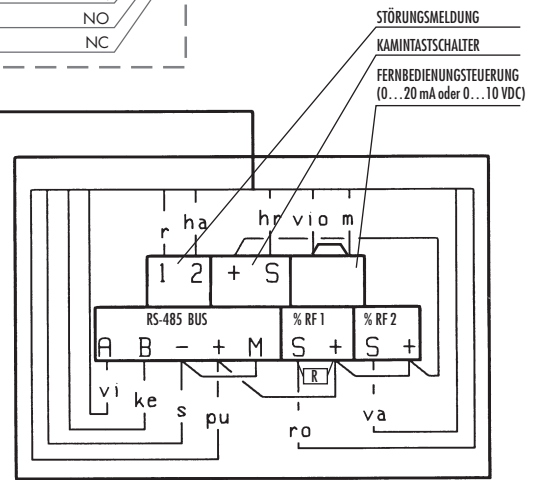 NO
NC
STÖRUNGSMELDUNG
KAMINTASTSCHALTER
FERNBEDIENUNGSTEUERUNG
(0...20 mA oder 0...10 VDC)
r ha hr vio m
1 2 + S
RS-485 BUS % RF 1 % RF 2
A B - + M S + S +
R
vi ke s pu ro va